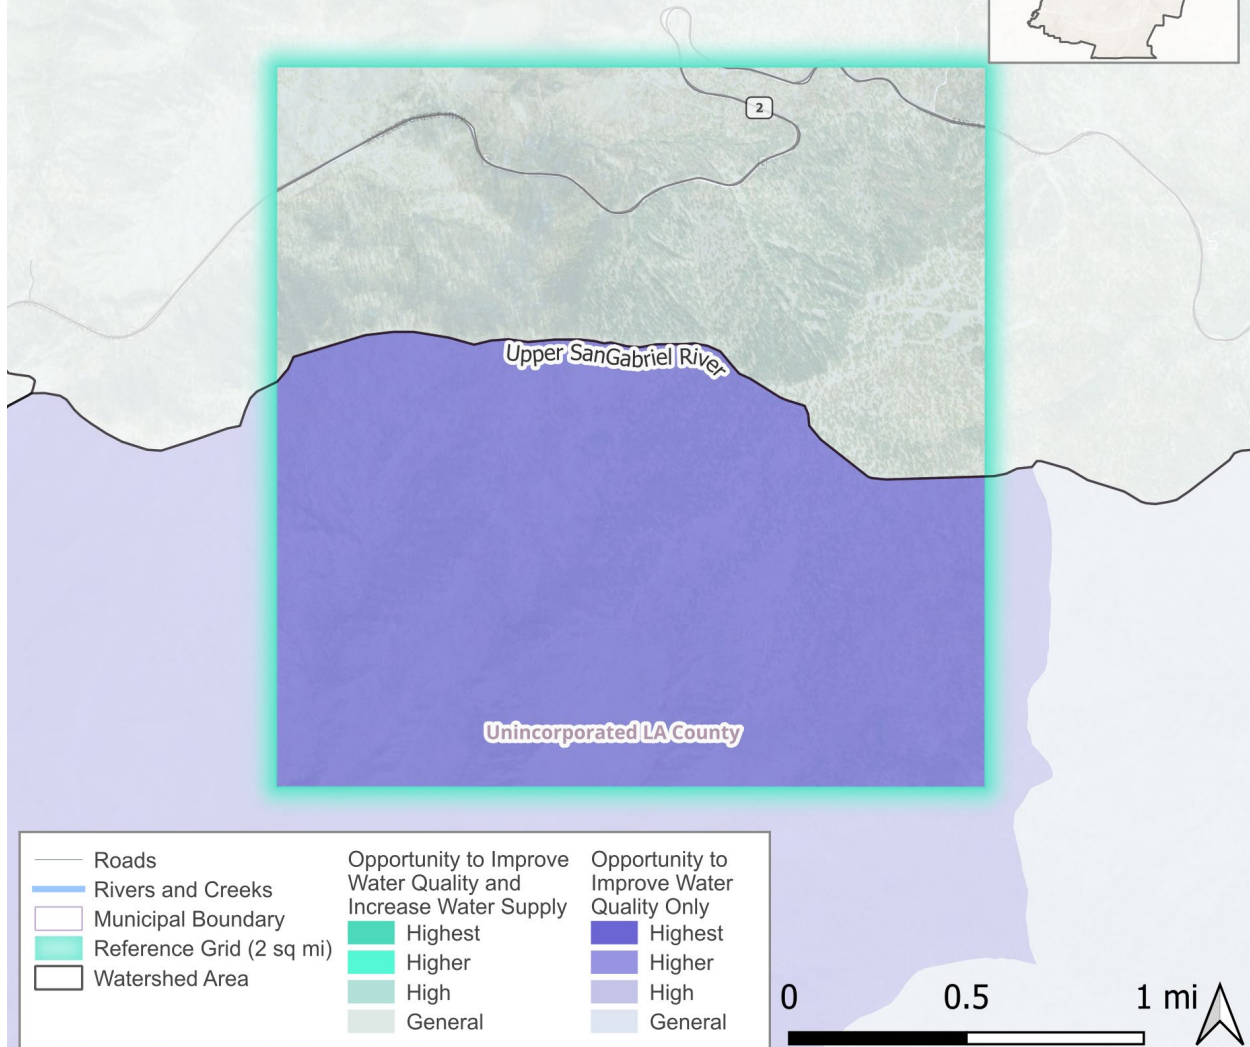 2
Upper SanGabriel River
Unincorporated LA County
Roads
Rivers and Creeks
Municipal Boundary
Reference Grid (2 sq mi)
Watershed Area
Opportunity to Improve
Water Quality and
Increase Water Supply
Highest
Higher
High
General
Opportunity to
Improve Water
Quality Only
Highest
Higher
High
General
0 0.5 1 mi